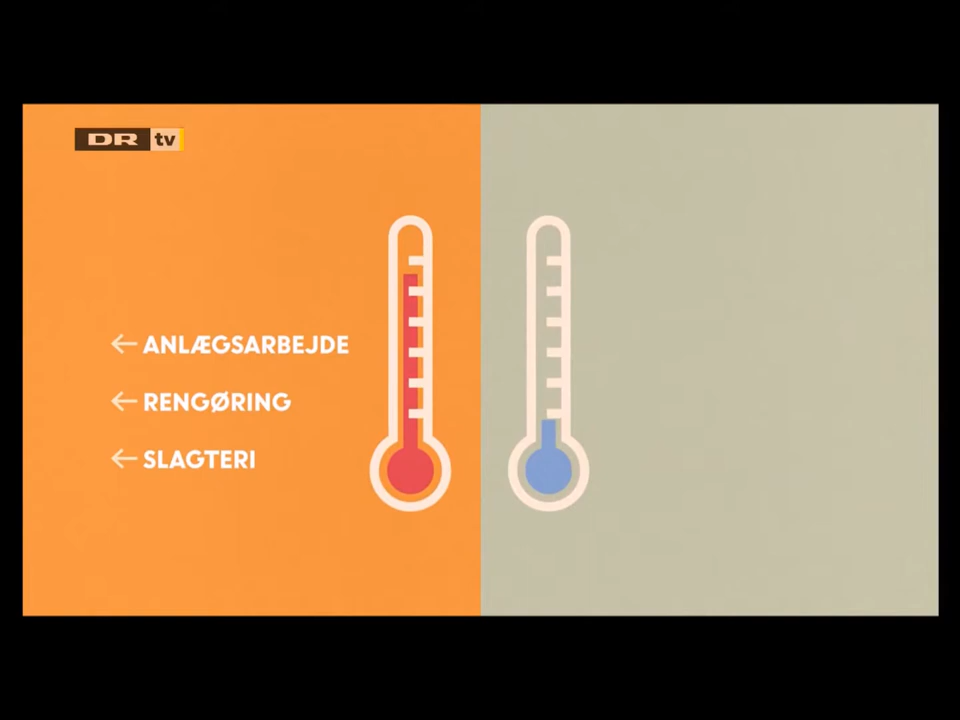 DR tv
← ANLÆGSARBEJDE
← RENGØRING
← SLAGTERI